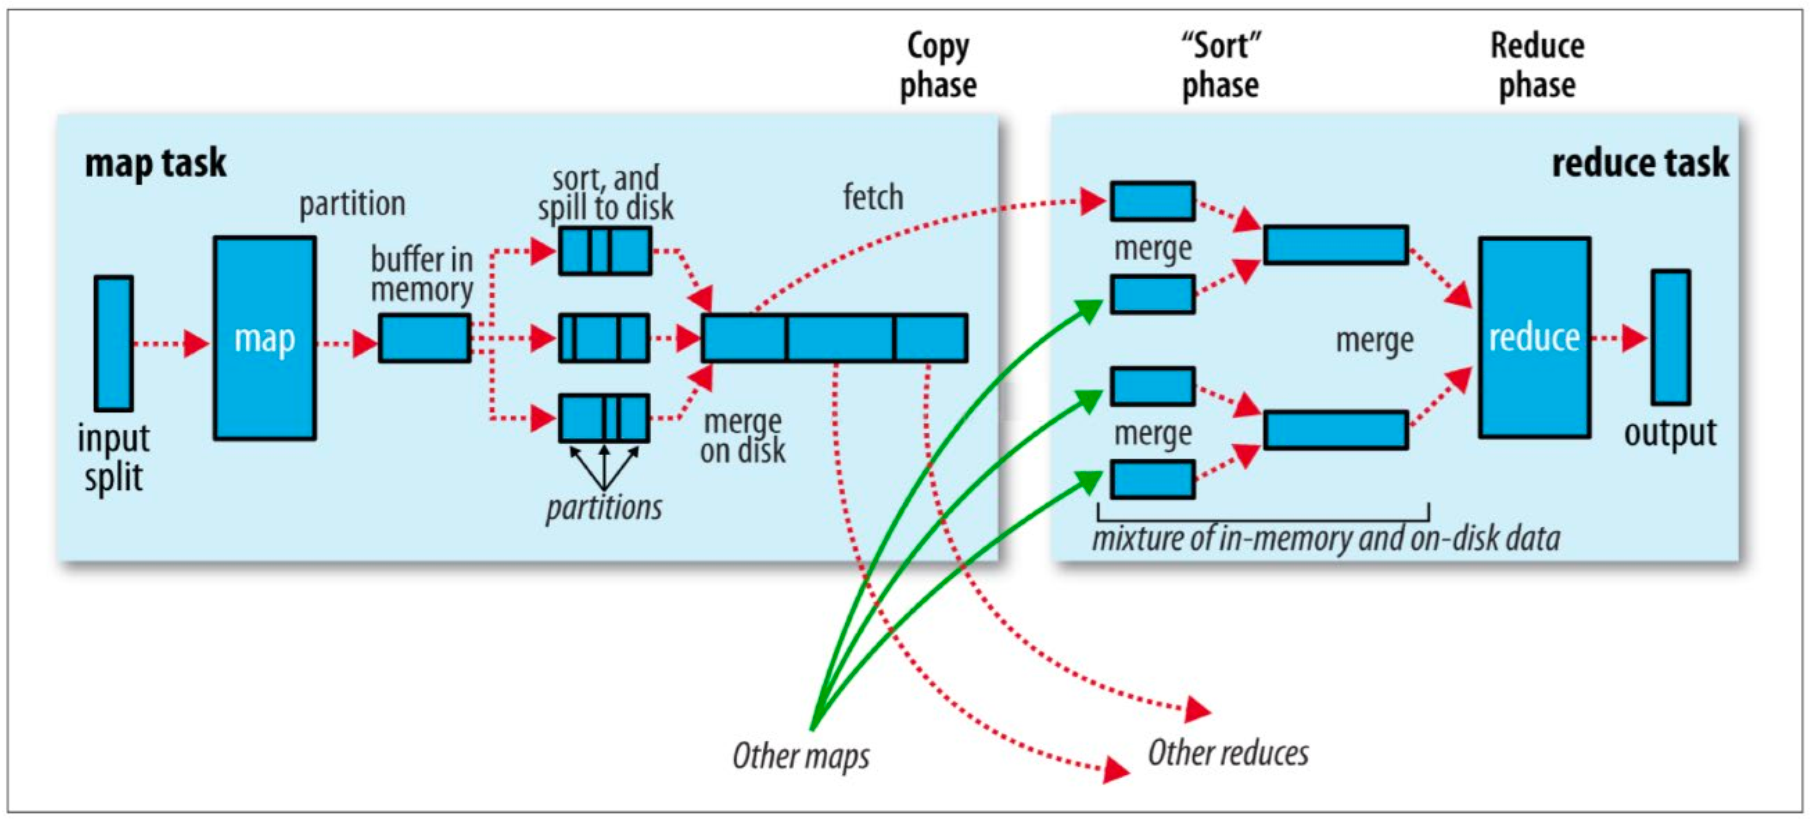 Copy
phase
“Sort”
phase
Reduce
phase
map task
reduce task
partition
sort, and
spill to disk
fetch
buffer in
memory
merge
map
merge
reduce
input
split
merge
on disk
merge
output
partitions
mixture of in-memory and on-disk data
Other maps
Other reduces